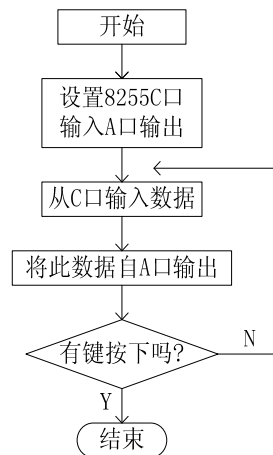 开始
设置8255C口
输入A口输出
从C口输入数据
将此数据自A口输出
有键按下吗?
N
Y
结束